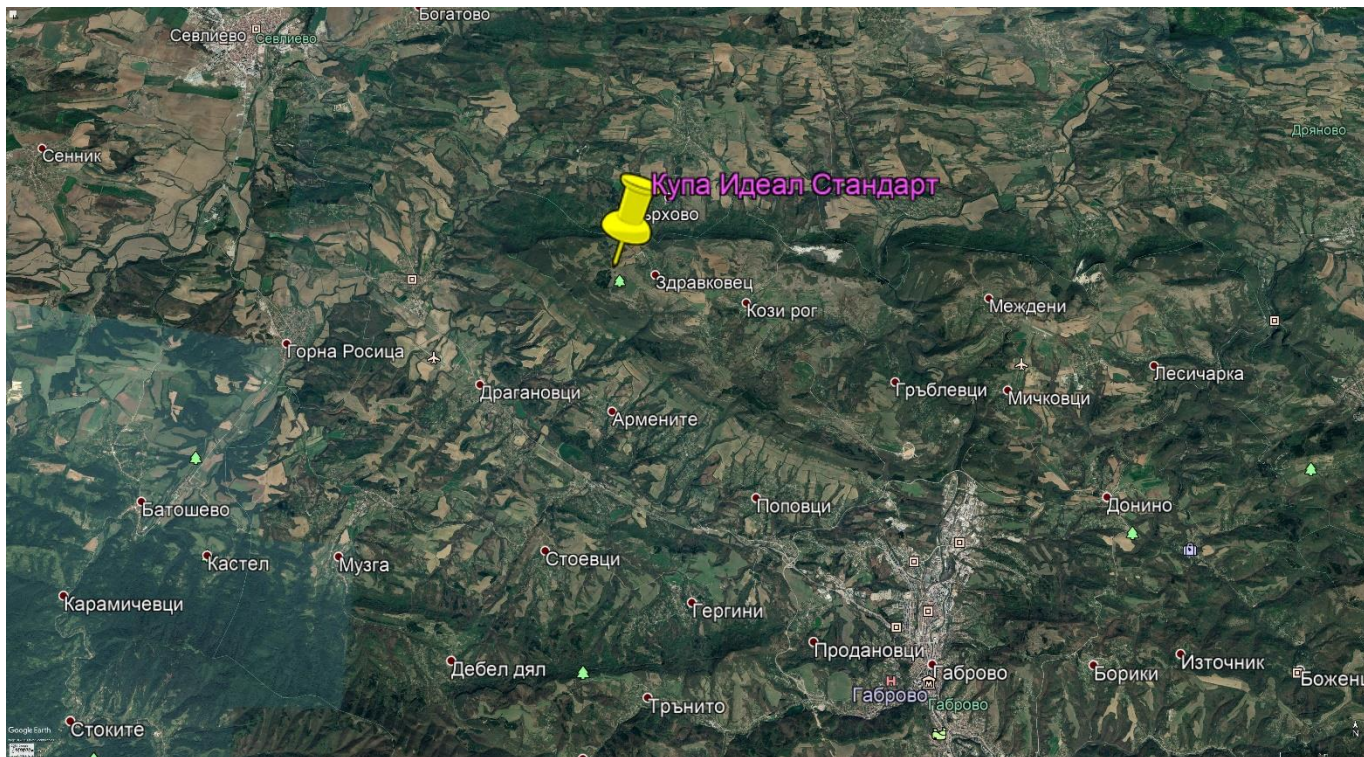 Богатово
Севлиево
Севлиево
Дряново
Сенник
Купа Идеал Стандарт
ърхово
Здравковец
Кози рог
Междени
Горна Росица
Драгановци
Гръблевци
Мичковци
Лесичарка
Армените
Батошево
Поповци
Донино
Кастел
Музга
Стоевци
Карамичевци
Гергини
Продановци
Дебел дял
Габрово
Борики
Източник
Боженц
Габрово
Габрово
Трънито
Стоките
Google Earth
N